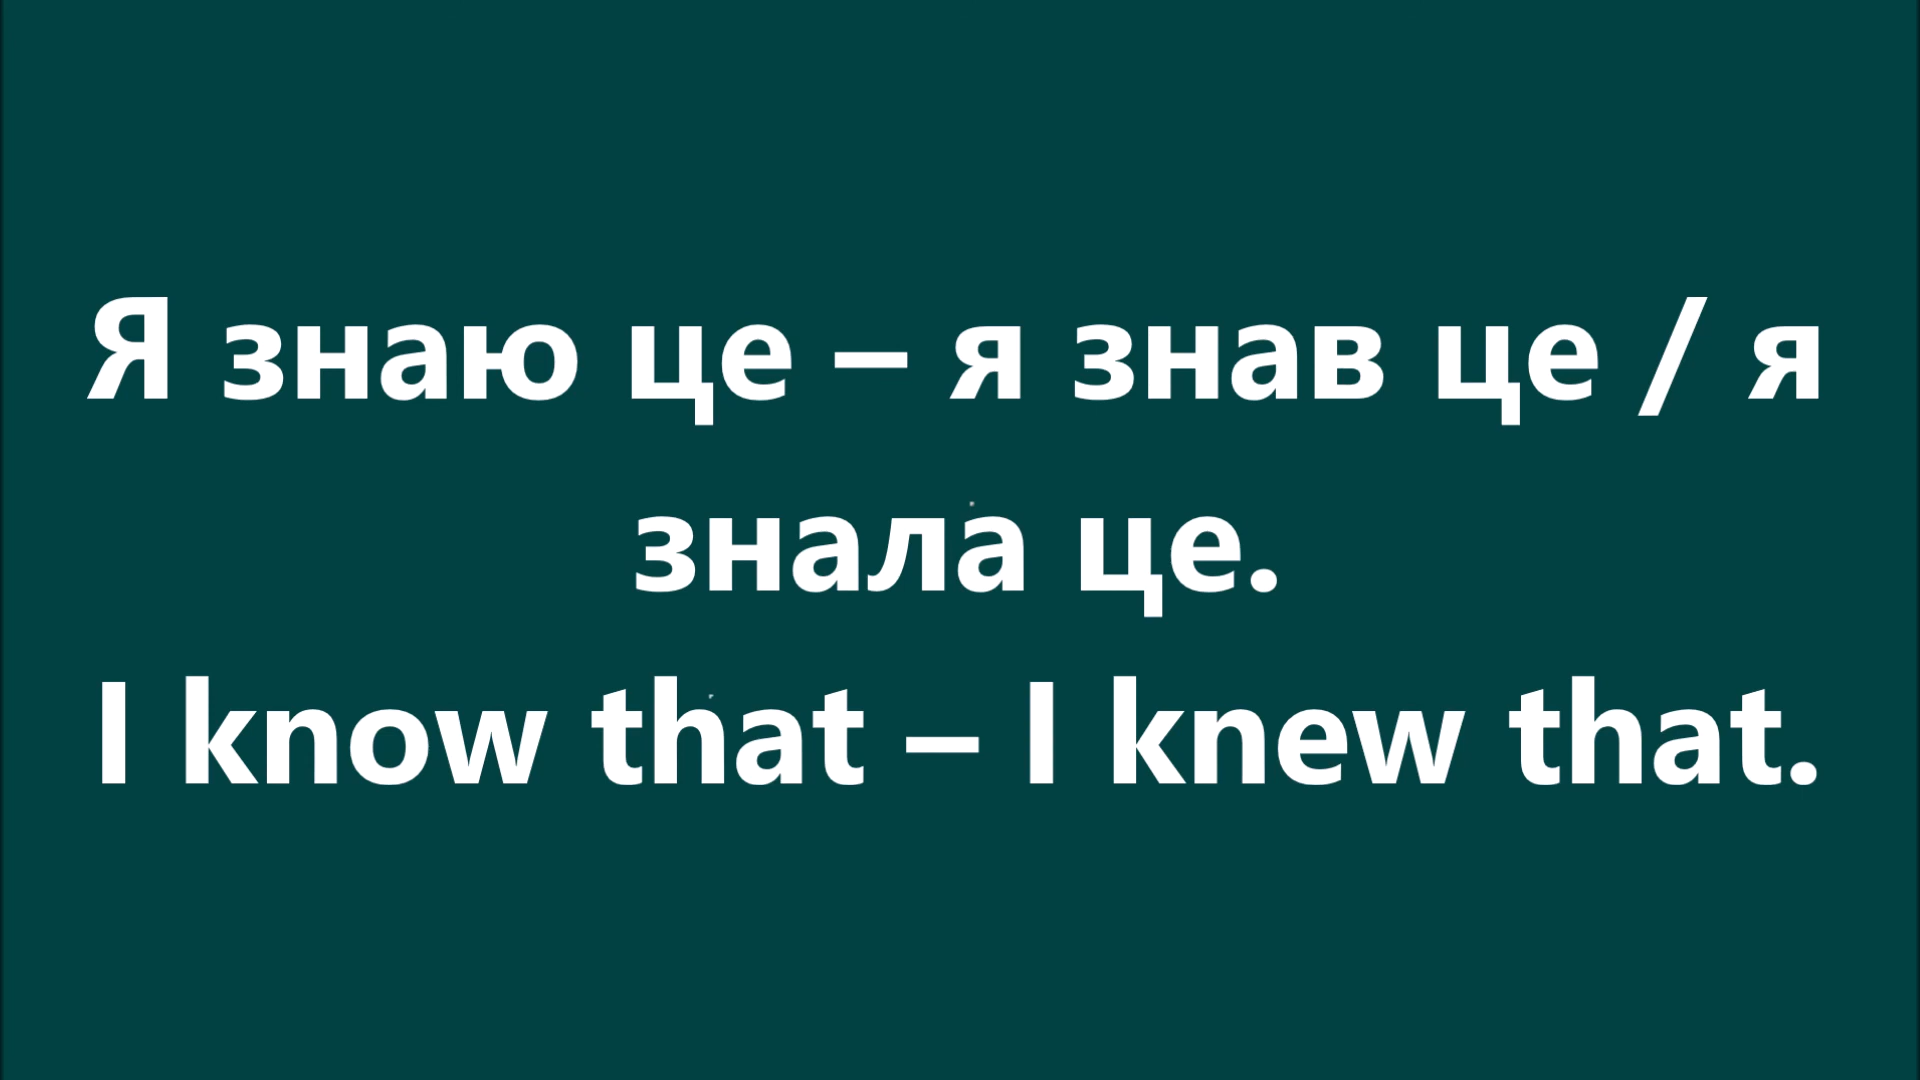 Я знаю це – я знав це / я
знала це.
I know that – I knew that.